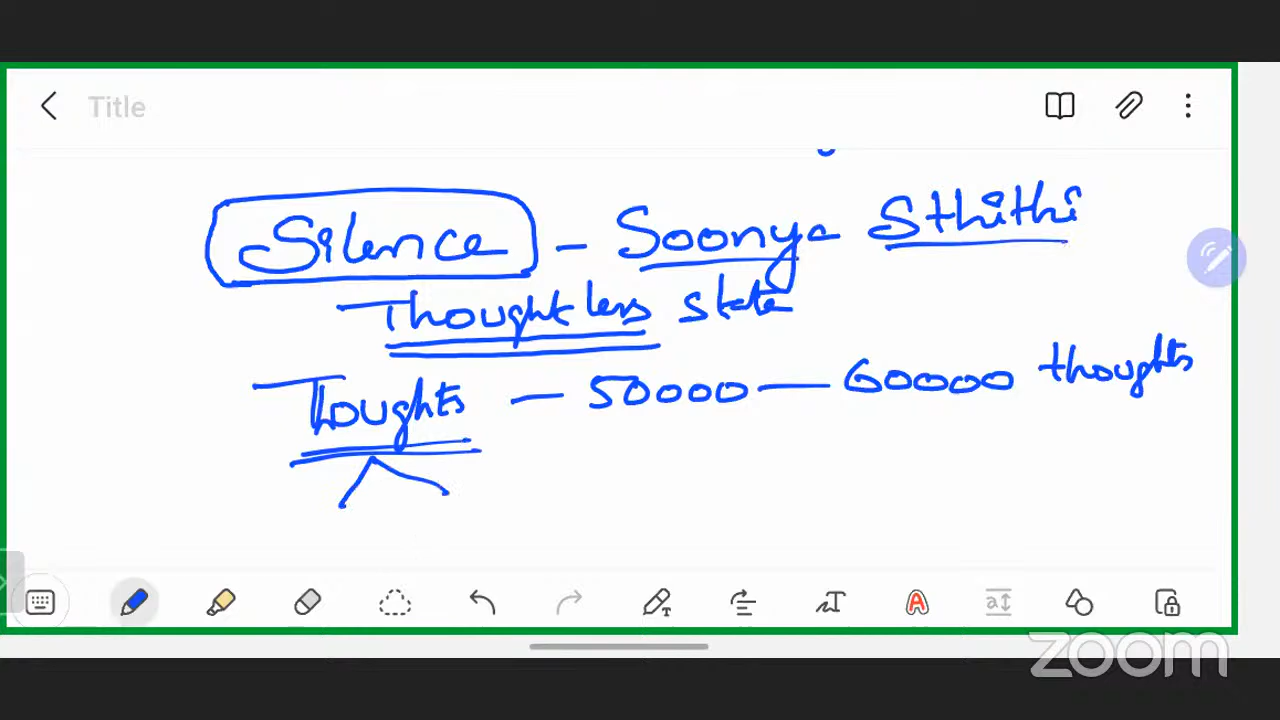 Title
Silence - Soonya Sthithi
Thoughtless state
Thoughts - 50000 - 60000 thoughts
zoom